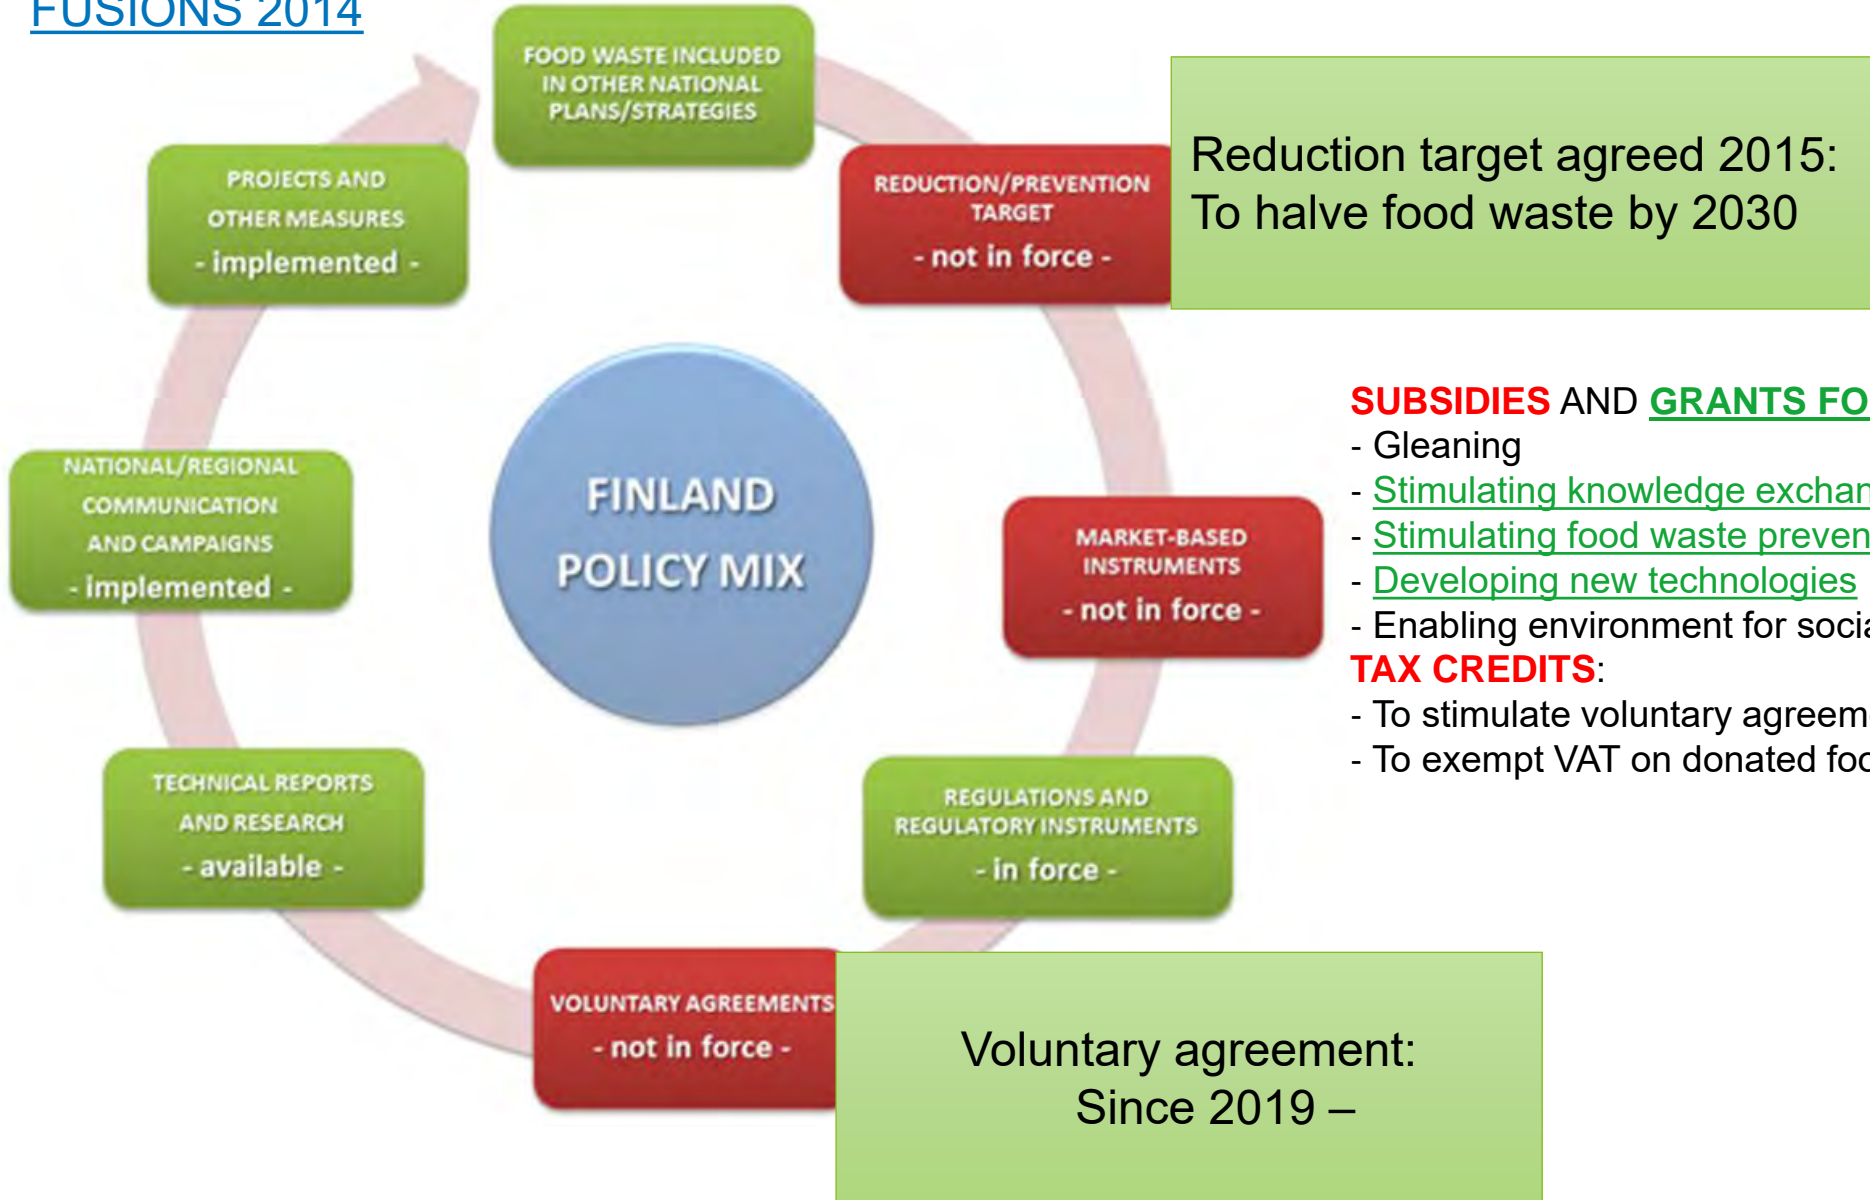 FUSIONS 2014
FOOD WASTE INCLUDED
IN OTHER NATIONAL
PLANS/STRATEGIES
REDUCTION/PREVENTION
TARGET
- not in force -
Reduction target agreed 2015:
To halve food waste by 2030
PROJECTS AND
OTHER MEASURES
- implemented -
SUBSIDIES AND GRANTS FO
- Gleaning
- Stimulating knowledge exchan
- Stimulating food waste preven
- Developing new technologies
- Enabling environment for socia
TAX CREDITS:
- To stimulate voluntary agreem
- To exempt VAT on donated foo
NATIONAL/REGIONAL
COMMUNICATION
AND CAMPAIGNS
- implemented -
FINLAND
POLICY MIX
MARKET-BASED
INSTRUMENTS
- not in force -
TECHNICAL REPORTS
AND RESEARCH
- available -
REGULATIONS AND
REGULATORY INSTRUMENTS
- in force -
VOLUNTARY AGREEMENTS
- not in force -
Voluntary agreement:
Since 2019 –